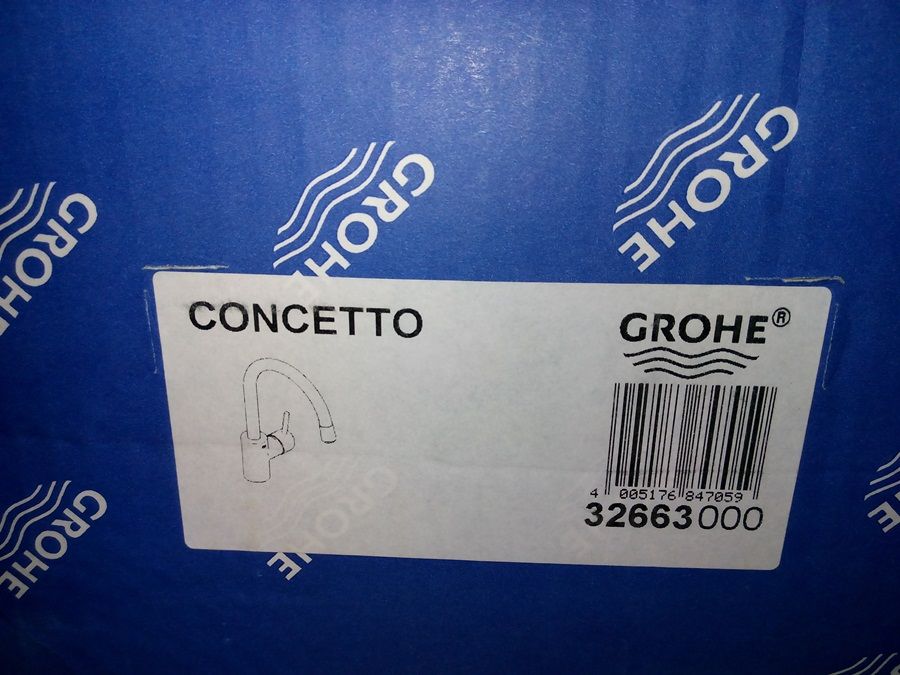 GROHE
GROHE
GROHE
CONCETTO
GROHE®
4 005176 847059
32663000
GROHE
GROHE